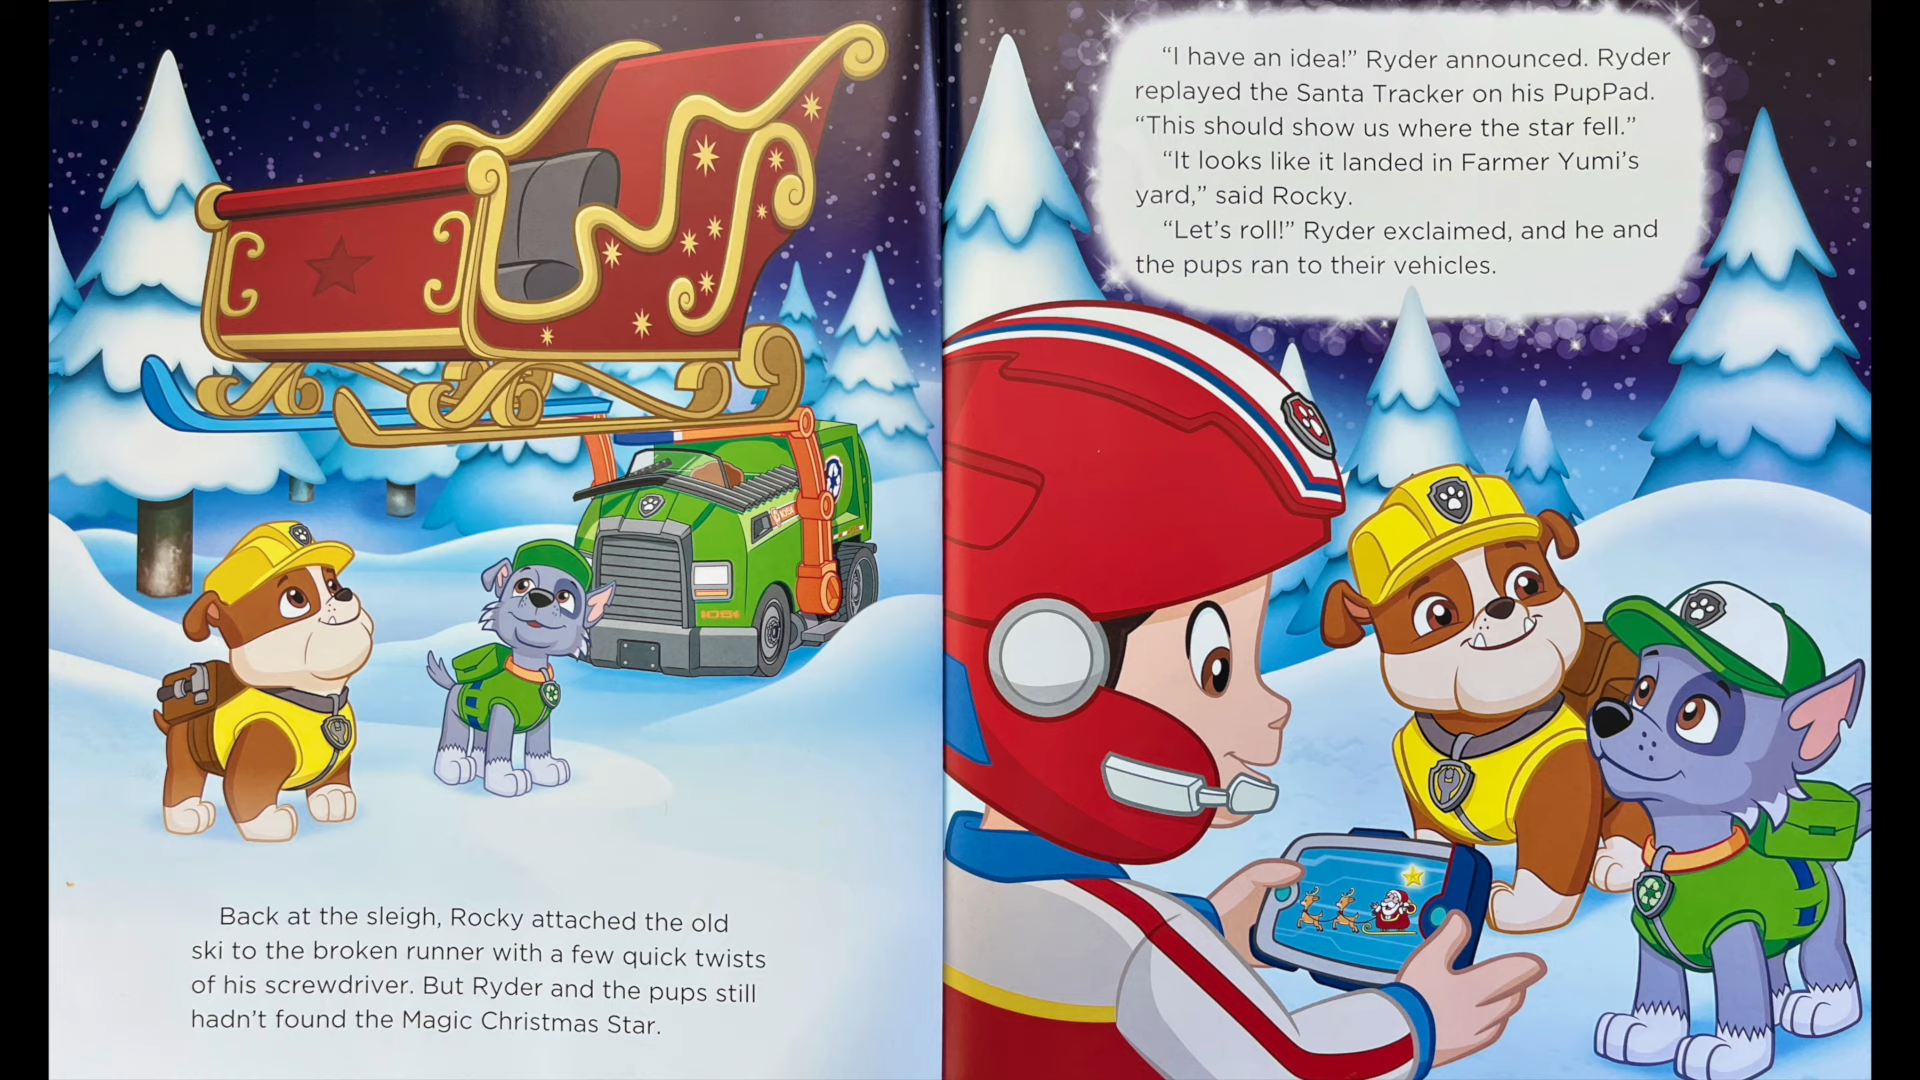 Back at the sleigh, Rocky attached the old
ski to the broken runner with a few quick twists
of his screwdriver. But Ryder and the pups still
hadn't found the Magic Christmas Star.
“I have an idea!” Ryder announced. Ryder
replayed the Santa Tracker on his PupPad.
“This should show us where the star fell.”
“It looks like it landed in Farmer Yumi’s
yard,” said Rocky.
“Let’s roll!” Ryder exclaimed, and he and
the pups ran to their vehicles.